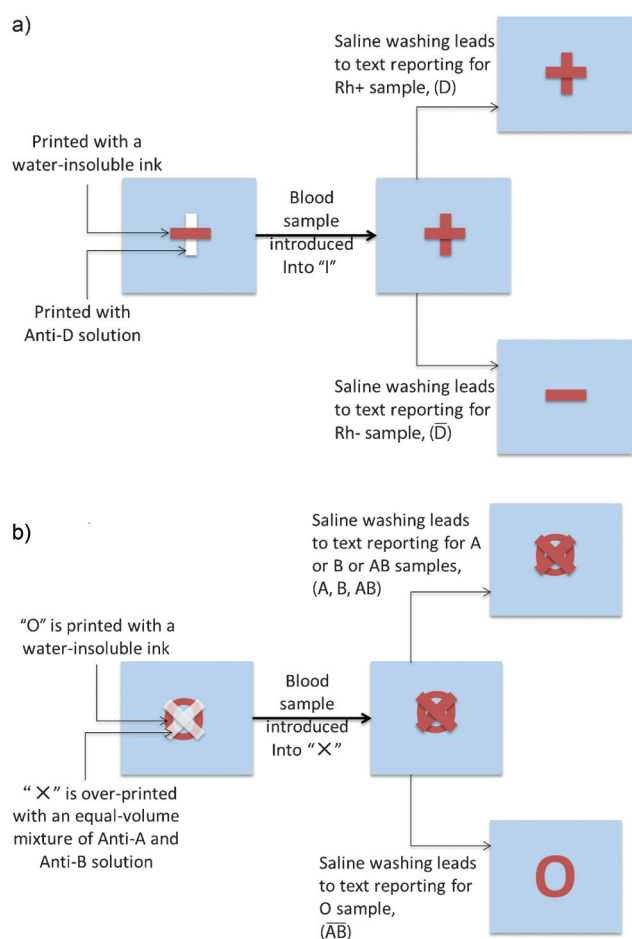 a)
Saline washing leads
to text reporting for
Rh+ sample, (D)
Printed with a
water-insoluble ink
Blood
sample
introduced
Into “I”
Printed with
Anti-D solution
Saline washing leads
to text reporting for
Rh- sample, (D̅)
b)
Saline washing leads
to text reporting for A
or B or AB samples,
(A, B, AB)
“O” is printed with a
water-insoluble ink
Blood
sample
introduced
Into “×”
“×” is over-printed
with an equal-volume
mixture of Anti-A and
Anti-B solution
Saline washing leads
to text reporting for
O sample,
(A̅B̅)
O